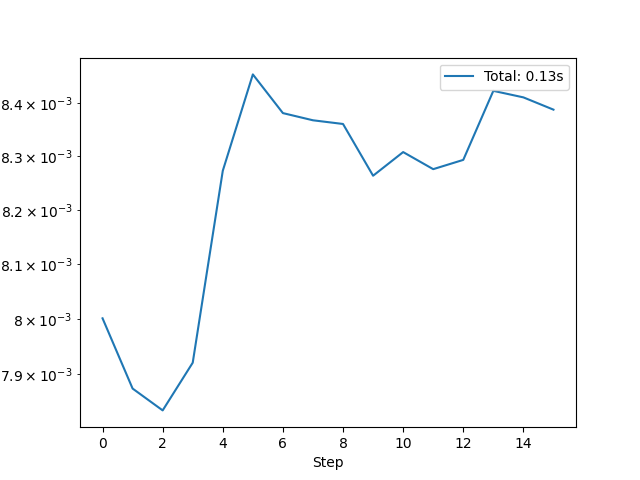 Total: 0.13s
8.4 × 10⁻³
8.3 × 10⁻³
8.2 × 10⁻³
8.1 × 10⁻³
8 × 10⁻³
7.9 × 10⁻³
0 2 4 6 8 10 12 14
Step